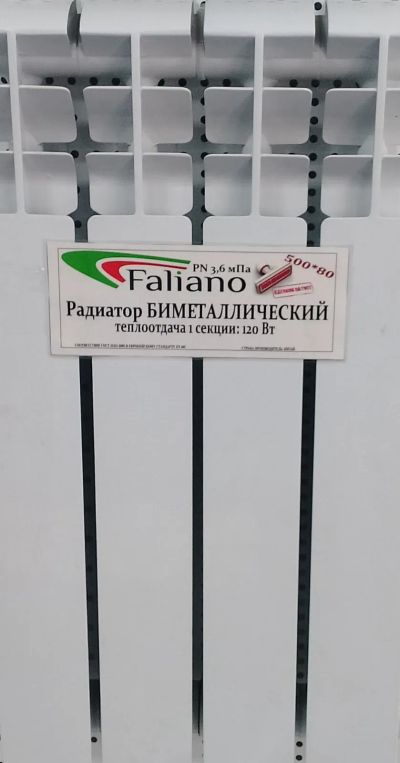 PN 3,6 мПа
500*80
Faliano
Радиатор БИМЕТАЛЛИЧЕСКИЙ
теплоотдача 1 секции: 120 Вт